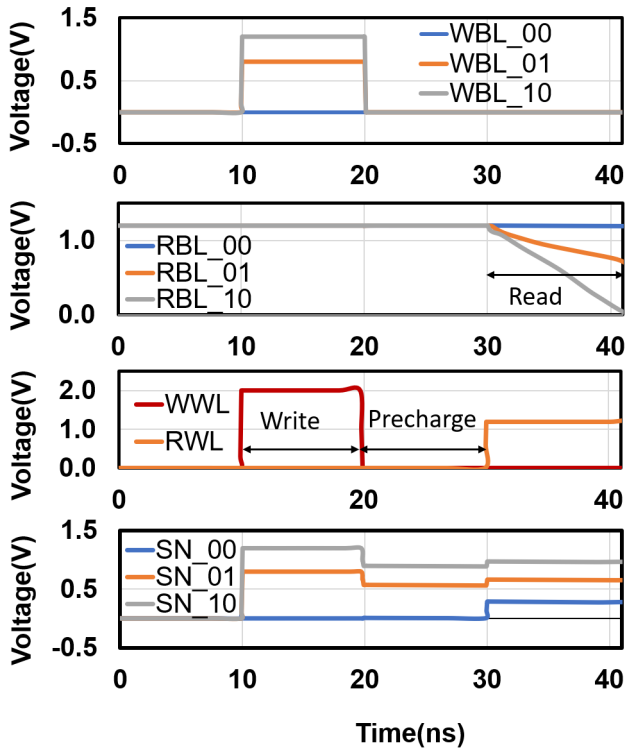 Voltage(V)
1.5
0.5
-0.5
WBL_00
WBL_01
WBL_10
0 10 20 30 40
Voltage(V)
1.0
0.0
RBL_00
RBL_01
RBL_10
Read
0 10 20 30 40
Voltage(V)
2.0
1.0
0.0
WWL
RWL
Write
Precharge
0 20 40
Voltage(V)
1.5
0.5
-0.5
SN_00
SN_01
SN_10
0 10 20 30 40
Time(ns)